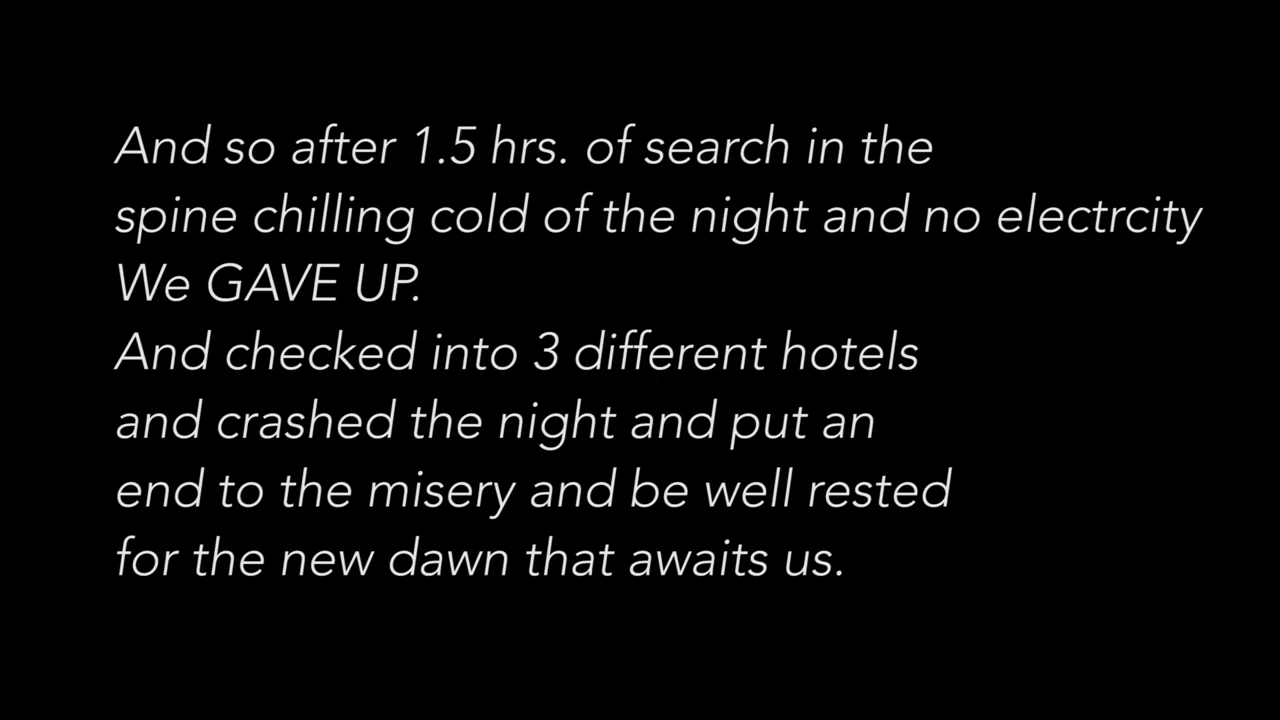 And so after 1.5 hrs. of search in the
spine chilling cold of the night and no electrcity
We GAVE UP.
And checked into 3 different hotels
and crashed the night and put an
end to the misery and be well rested
for the new dawn that awaits us.